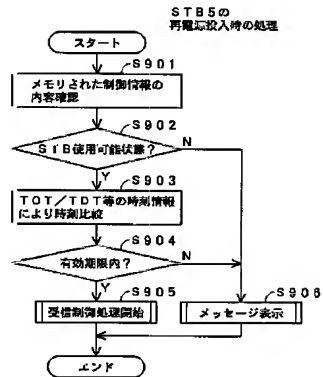 STB5の
再電源投入時の処理
スタート
S901
メモリされた制御情報の
内容確認
S902
STB使用可能状態？
N
Y
S903
TOT／TDT等の時刻情報
により時刻比較
S904
有効期限内？
N
Y
S905
受信制御処理開始
S906
メッセージ表示
エンド